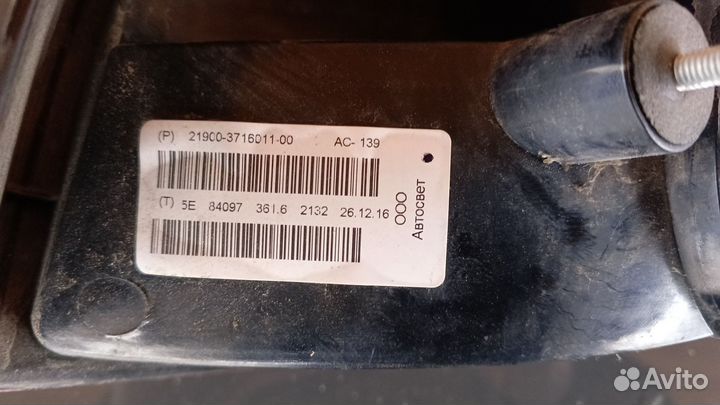 (P) 21900-3716011-00 AC- 139
(T) 5E 84097 361.6 2132 26.12.16
ООО
Автосвет
Avito